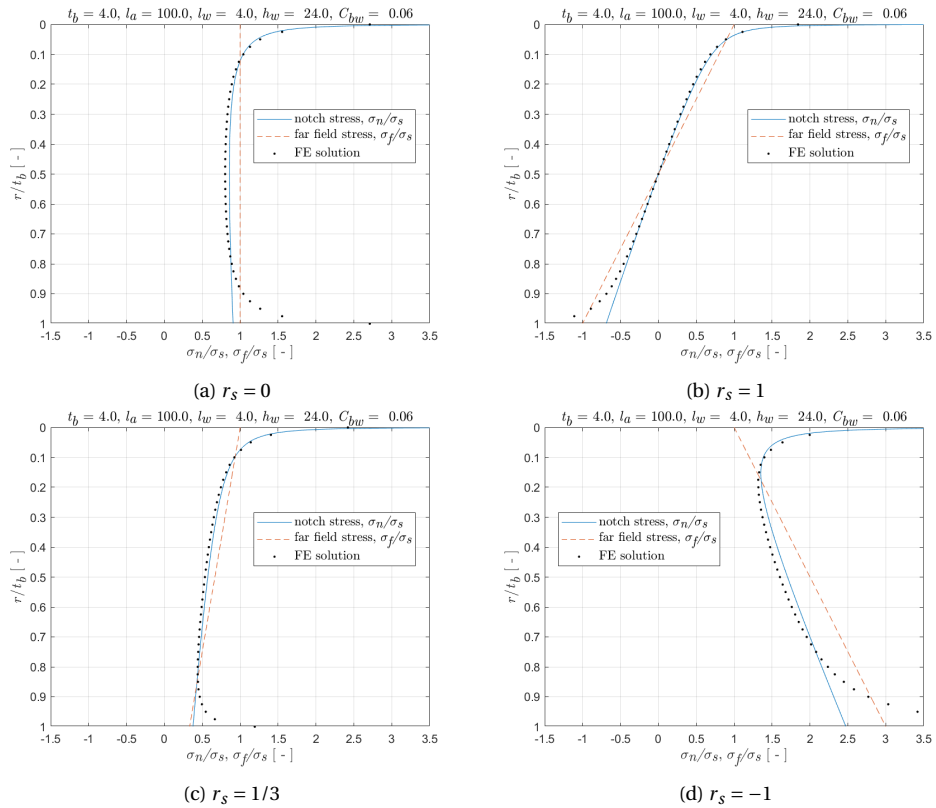 t_b = 4.0, l_a = 100.0, l_w = 4.0, h_w = 24.0, C_bw = 0.06
0
0.1
0.2
0.3
0.4
0.5
0.6
0.7
0.8
0.9
1
r/t_b [ - ]
notch stress, σ_n/σ_s
far field stress, σ_f/σ_s
FE solution
-1.5 -1 -0.5 0 0.5 1 1.5 2 2.5 3 3.5
σ_n/σ_s, σ_f/σ_s [ - ]
(a) r_s = 0
t_b = 4.0, l_a = 100.0, l_w = 4.0, h_w = 24.0, C_bw = 0.06
0
0.1
0.2
0.3
0.4
0.5
0.6
0.7
0.8
0.9
1
r/t_b [ - ]
notch stress, σ_n/σ_s
far field stress, σ_f/σ_s
FE solution
-1.5 -1 -0.5 0 0.5 1 1.5 2 2.5 3 3.5
σ_n/σ_s, σ_f/σ_s [ - ]
(b) r_s = 1
t_b = 4.0, l_a = 100.0, l_w = 4.0, h_w = 24.0, C_bw = 0.06
0
0.1
0.2
0.3
0.4
0.5
0.6
0.7
0.8
0.9
1
r/t_b [ - ]
notch stress, σ_n/σ_s
far field stress, σ_f/σ_s
FE solution
-1.5 -1 -0.5 0 0.5 1 1.5 2 2.5 3 3.5
σ_n/σ_s, σ_f/σ_s [ - ]
(c) r_s = 1/3
t_b = 4.0, l_a = 100.0, l_w = 4.0, h_w = 24.0, C_bw = 0.06
0
0.1
0.2
0.3
0.4
0.5
0.6
0.7
0.8
0.9
1
r/t_b [ - ]
notch stress, σ_n/σ_s
far field stress, σ_f/σ_s
FE solution
-1.5 -1 -0.5 0 0.5 1 1.5 2 2.5 3 3.5
σ_n/σ_s, σ_f/σ_s [ - ]
(d) r_s = −1